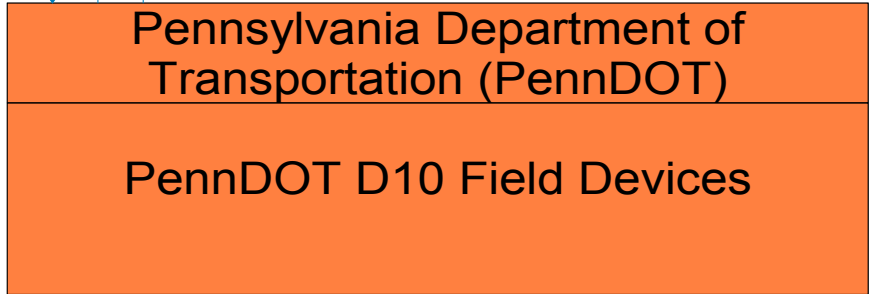 Pennsylvania Department of
Transportation (PennDOT)
PennDOT D10 Field Devices